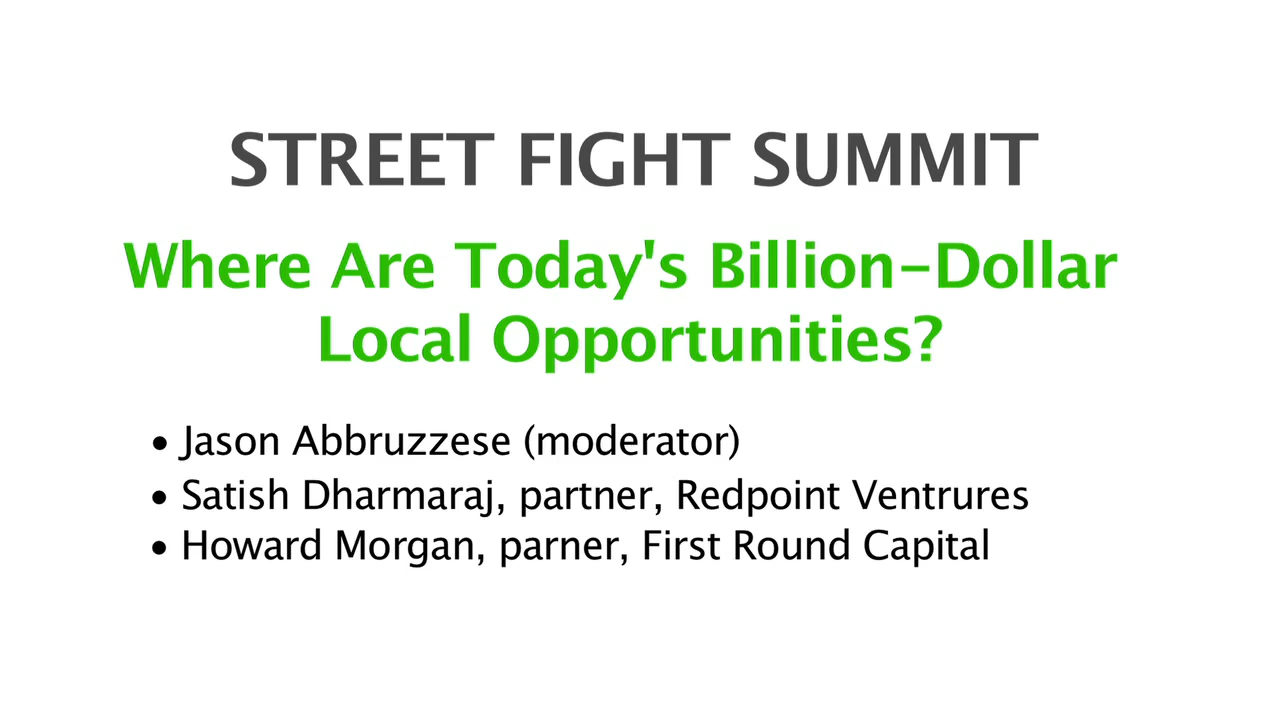 STREET FIGHT SUMMIT
Where Are Today's Billion-Dollar
Local Opportunities?
• Jason Abbruzzese (moderator)
• Satish Dharmaraj, partner, Redpoint Ventrures
• Howard Morgan, parner, First Round Capital